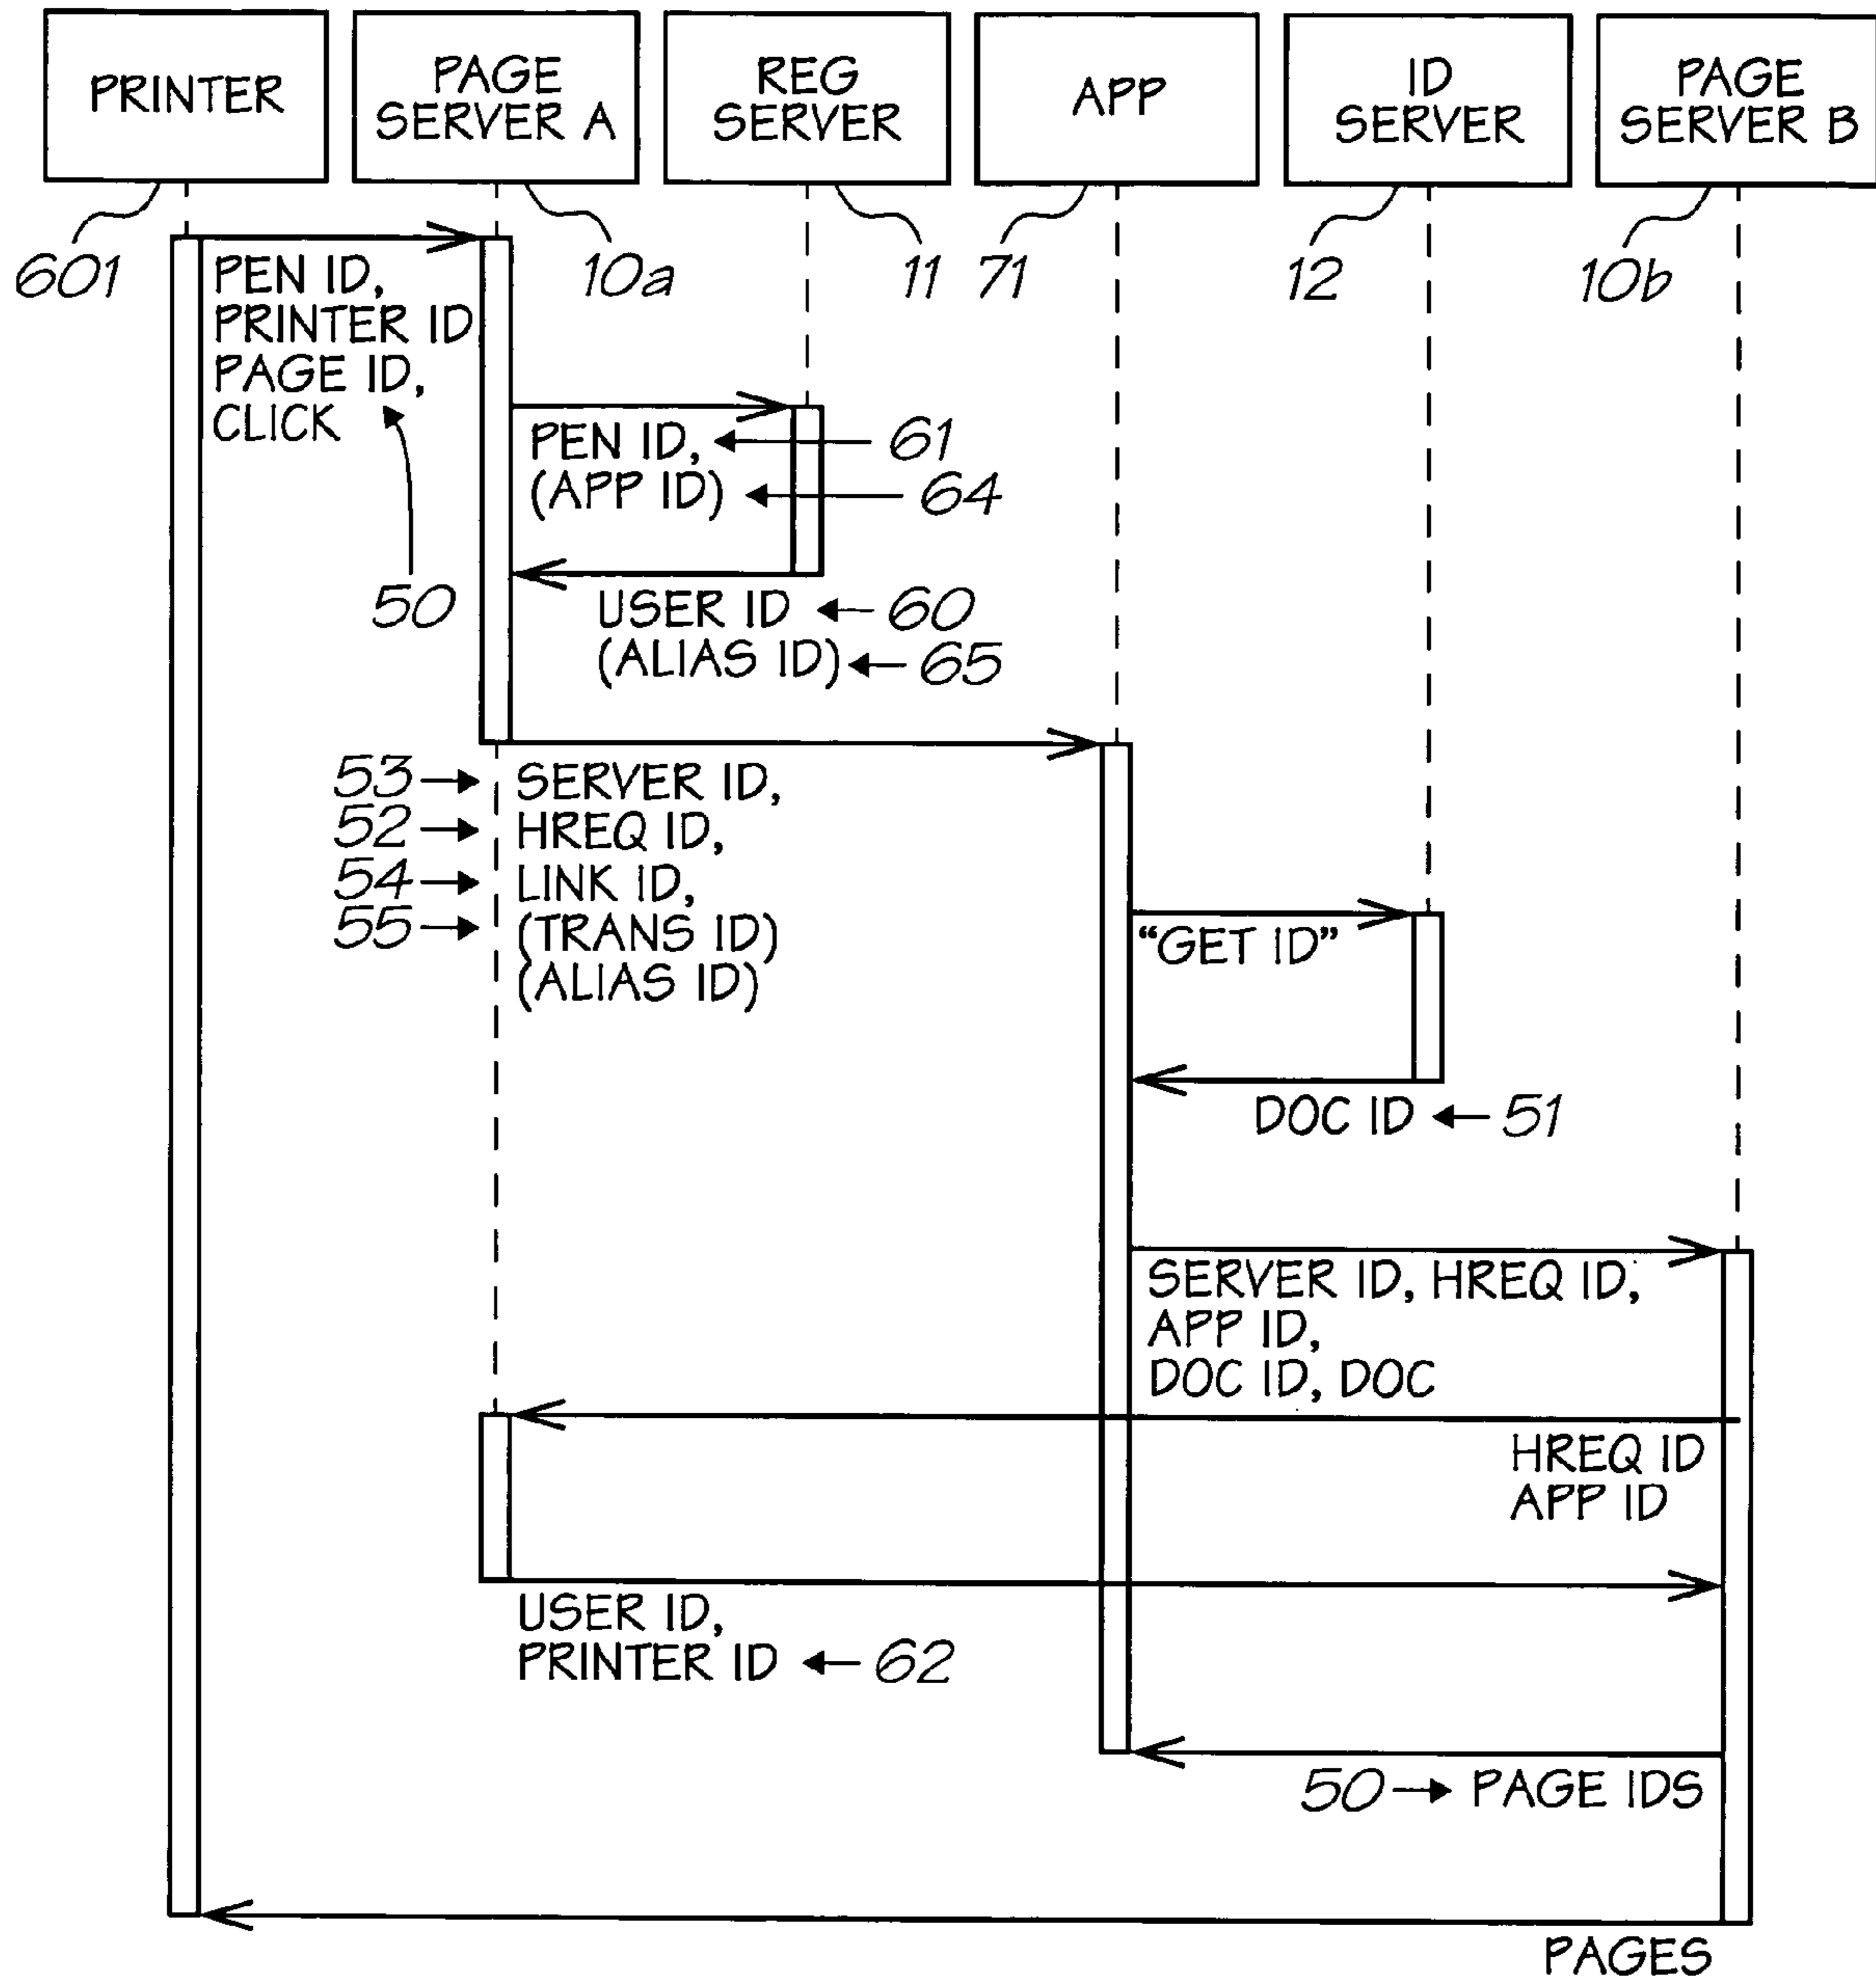 PRINTER
PAGE
SERVER A
REG
SERVER
APP
ID
SERVER
PAGE
SERVER B
601
10a
11
71
12
10b
PEN ID,
PRINTER ID
PAGE ID,
CLICK
50
PEN ID,
61
(APP ID)
64
USER ID
60
(ALIAS ID)
65
53
SERVER ID,
52
HREQ ID,
54
LINK ID,
55
(TRANS ID)
(ALIAS ID)
“GET ID”
DOC ID
51
SERVER ID, HREQ ID,
APP ID,
DOC ID, DOC
HREQ ID
APP ID
USER ID,
PRINTER ID
62
50
PAGE IDS
PAGES